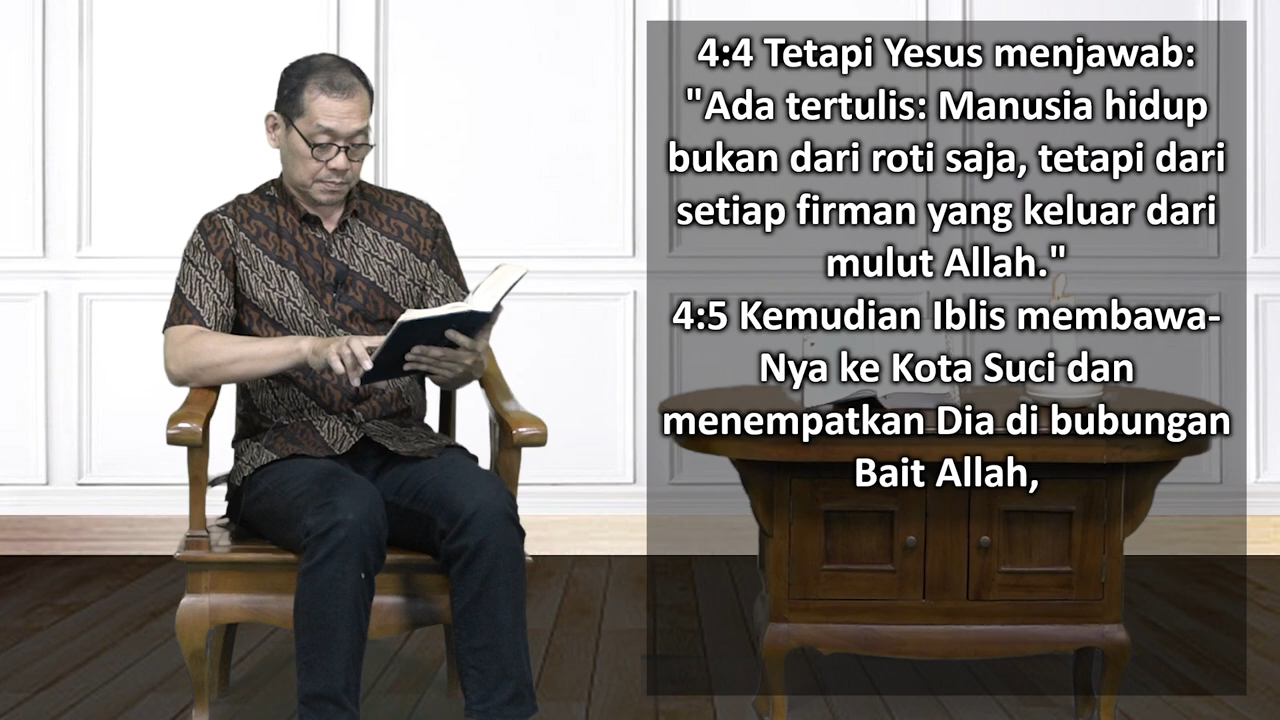 4:4 Tetapi Yesus menjawab:
"Ada tertulis: Manusia hidup
bukan dari roti saja, tetapi dari
setiap firman yang keluar dari
mulut Allah."
4:5 Kemudian Iblis membawa-
Nya ke Kota Suci dan
menempatkan Dia di bubungan
Bait Allah,